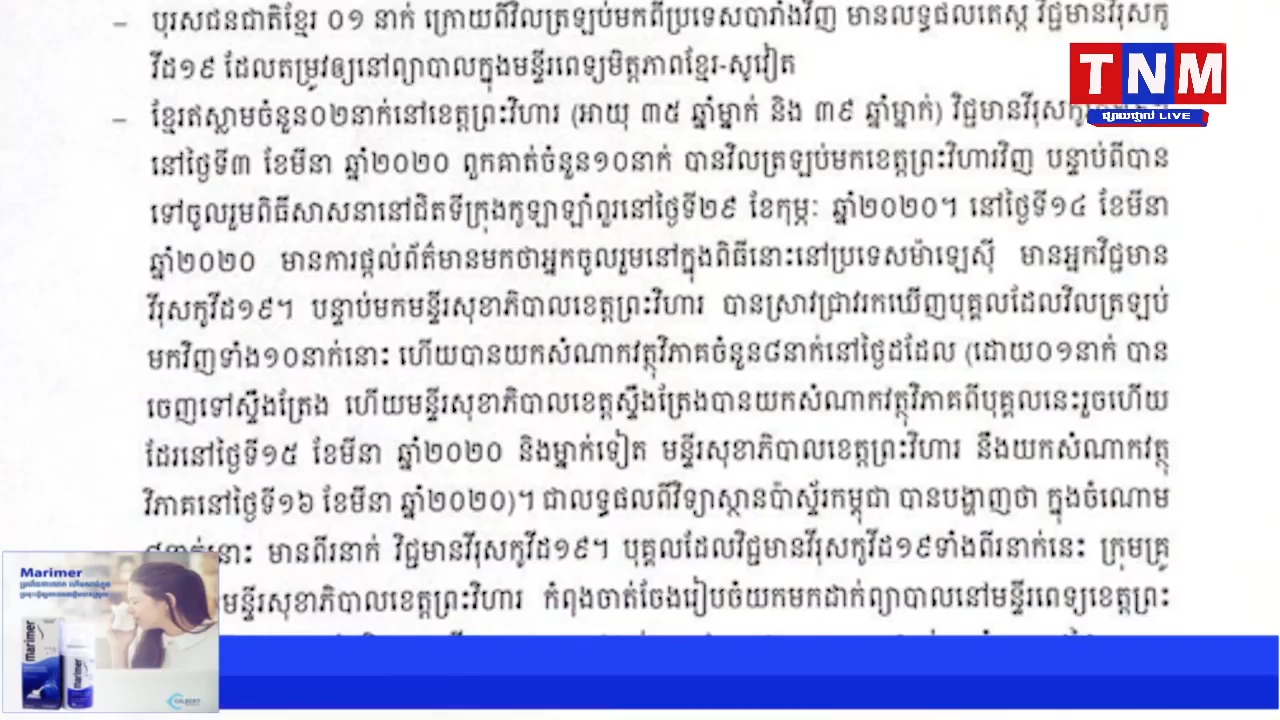 – បុរសជនជាតិខ្មែរ ០១ នាក់ ក្រោយពីវិលត្រឡប់មកពីប្រទេសបារាំងវិញ មានលទ្ធផលតេស្ត វិជ្ជមានវីរុសកូ
វីដ១៩ ដែលតម្រូវឲ្យនៅព្យាបាលក្នុងមន្ទីរពេទ្យមិត្តភាពខ្មែរ-សូវៀត
TNM
– ខ្មែរឥស្លាមចំនួន០២នាក់នៅខេត្តព្រះវិហារ (អាយុ ៣៥ ឆ្នាំម្នាក់ និង ៣៩ ឆ្នាំម្នាក់) វិជ្ជមានវីរុសកូ
ផ្សាយផ្ទាល់ LIVE
នៅថ្ងៃទី៣ ខែមីនា ឆ្នាំ២០២០ ពួកគាត់ចំនួន១០នាក់ បានវិលត្រឡប់មកខេត្តព្រះវិហារវិញ បន្ទាប់ពីបាន
ទៅចូលរួមពិធីសាសនានៅជិតទីក្រុងកូឡាឡាំពួរនៅថ្ងៃទី២៩ ខែកុម្ភៈ ឆ្នាំ២០២០។ នៅថ្ងៃទី១៤ ខែមីនា
ឆ្នាំ២០២០ មានការផ្តល់ព័ត៌មានមកថាអ្នកចូលរួមនៅក្នុងពិធីនោះនៅប្រទេសម៉ាឡេស៊ី មានអ្នកវិជ្ជមាន
វីរុសកូវីដ១៩។ បន្ទាប់មកមន្ទីរសុខាភិបាលខេត្តព្រះវិហារ បានស្រាវជ្រាវរកឃើញបុគ្គលដែលវិលត្រឡប់
មកវិញទាំង១០នាក់នោះ ហើយបានយកសំណាកវត្ថុវិភាគចំនួន៨នាក់នៅថ្ងៃដដែល (ដោយ០១នាក់ បាន
ចេញទៅស្ទឹងត្រែង ហើយមន្ទីរសុខាភិបាលខេត្តស្ទឹងត្រែងបានយកសំណាកវត្ថុវិភាគពីបុគ្គលនេះរួចហើយ
ដែរនៅថ្ងៃទី១៥ ខែមីនា ឆ្នាំ២០២០ និងម្នាក់ទៀត មន្ទីរសុខាភិបាលខេត្តព្រះវិហារ នឹងយកសំណាកវត្ថុ
វិភាគនៅថ្ងៃទី១៦ ខែមីនា ឆ្នាំ២០២០)។ ជាលទ្ធផលពីវិទ្យាស្ថានប៉ាស្ទ័រកម្ពុជា បានបង្ហាញថា ក្នុងចំណោម
៨នាក់នោះ មានពីរនាក់ វិជ្ជមានវីរុសកូវីដ១៩។ បុគ្គលដែលវិជ្ជមានវីរុសកូវីដ១៩ទាំងពីរនាក់នេះ ក្រុមគ្រូ
មន្ទីរសុខាភិបាលខេត្តព្រះវិហារ កំពុងចាត់ចែងរៀបចំយកមកដាក់ព្យាបាលនៅមន្ទីរពេទ្យខេត្តព្រះ
Marimer
marimer
marimer
GILBERT